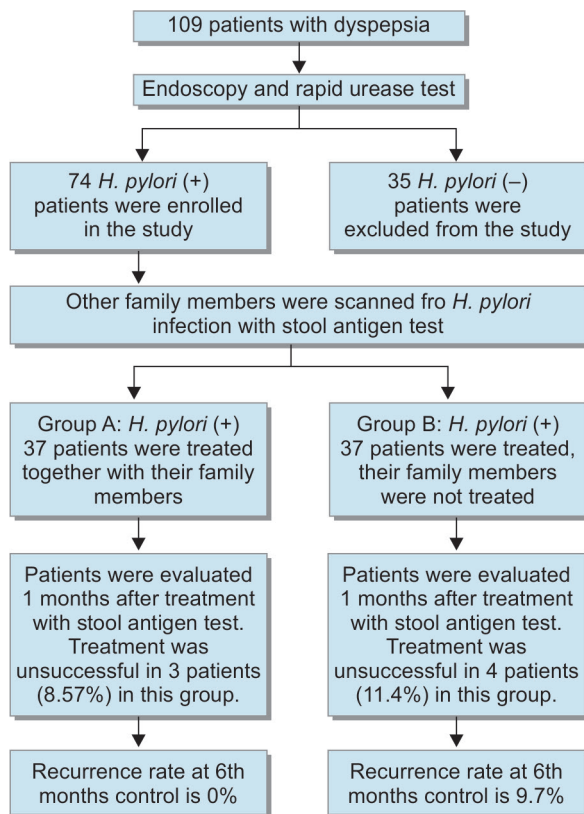 109 patients with dyspepsia
Endoscopy and rapid urease test
74 H. pylori (+)
patients were enrolled
in the study
35 H. pylori (–)
patients were
excluded from the study
Other family members were scanned fro H. pylori
infection with stool antigen test
Group A: H. pylori (+)
37 patients were treated
together with their family
members
Group B: H. pylori (+)
37 patients were treated,
their family members
were not treated
Patients were evaluated
1 months after treatment
with stool antigen test.
Treatment was
unsuccessful in 3 patients
(8.57%) in this group.
Patients were evaluated
1 months after treatment
with stool antigen test.
Treatment was
unsuccessful in 4 patients
(11.4%) in this group.
Recurrence rate at 6th
months control is 0%
Recurrence rate at 6th
months control is 9.7%